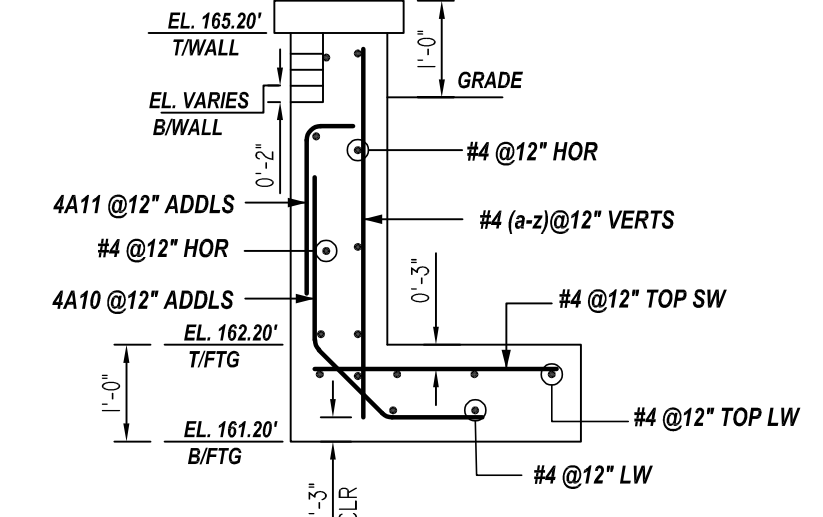 EL. 165.20'
T/WALL
1'-0"
GRADE
EL. VARIES
B/WALL
0'-2"
#4 @12" HOR
4A11 @12" ADDLS
#4 (a-z)@12" VERTS
#4 @12" HOR
0'-3"
4A10 @12" ADDLS
#4 @12" TOP SW
EL. 162.20'
T/FTG
1'-0"
#4 @12" TOP LW
EL. 161.20'
B/FTG
#4 @12" LW
'-3"
CLR